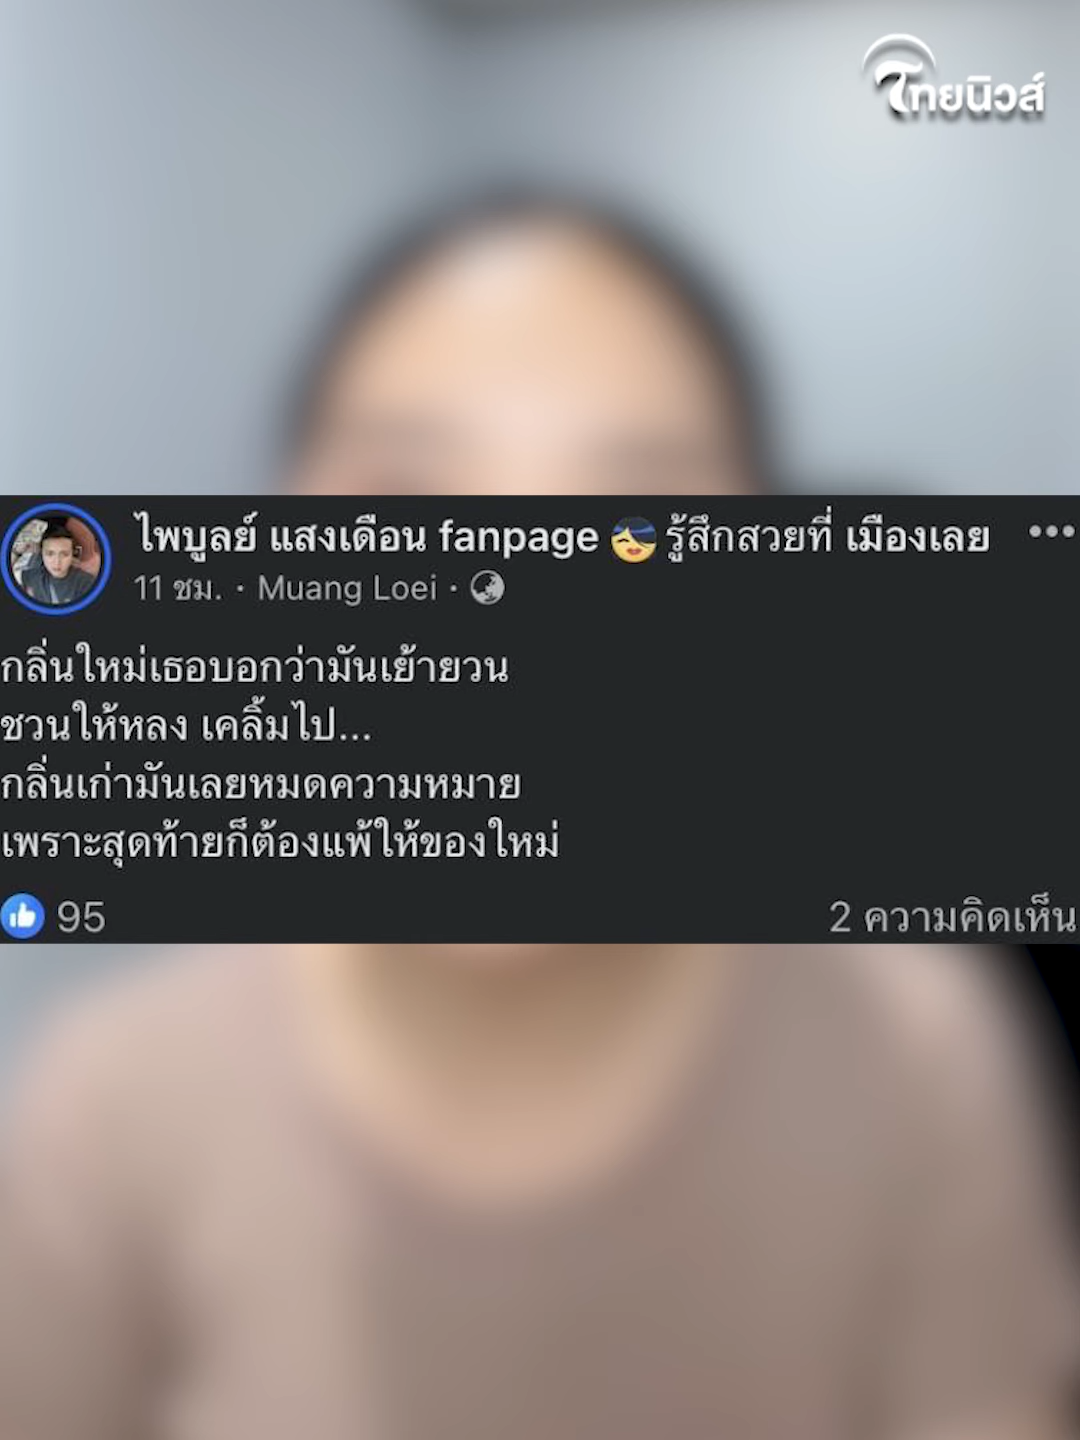 ไทยนิวส์
ไพบูลย์ แสงเดือน fanpage รู้สึกสวยที่ เมืองเลย
11 ชม. · Muang Loei ·
กลิ่นใหม่เธอบอกว่ามันเย้ายวน
ชวนให้หลง เคลิ้มไป...
กลิ่นเก่ามันเลยหมดความหมาย
เพราะสุดท้ายก็ต้องแพ้ให้ของใหม่
95
2 ความคิดเห็น